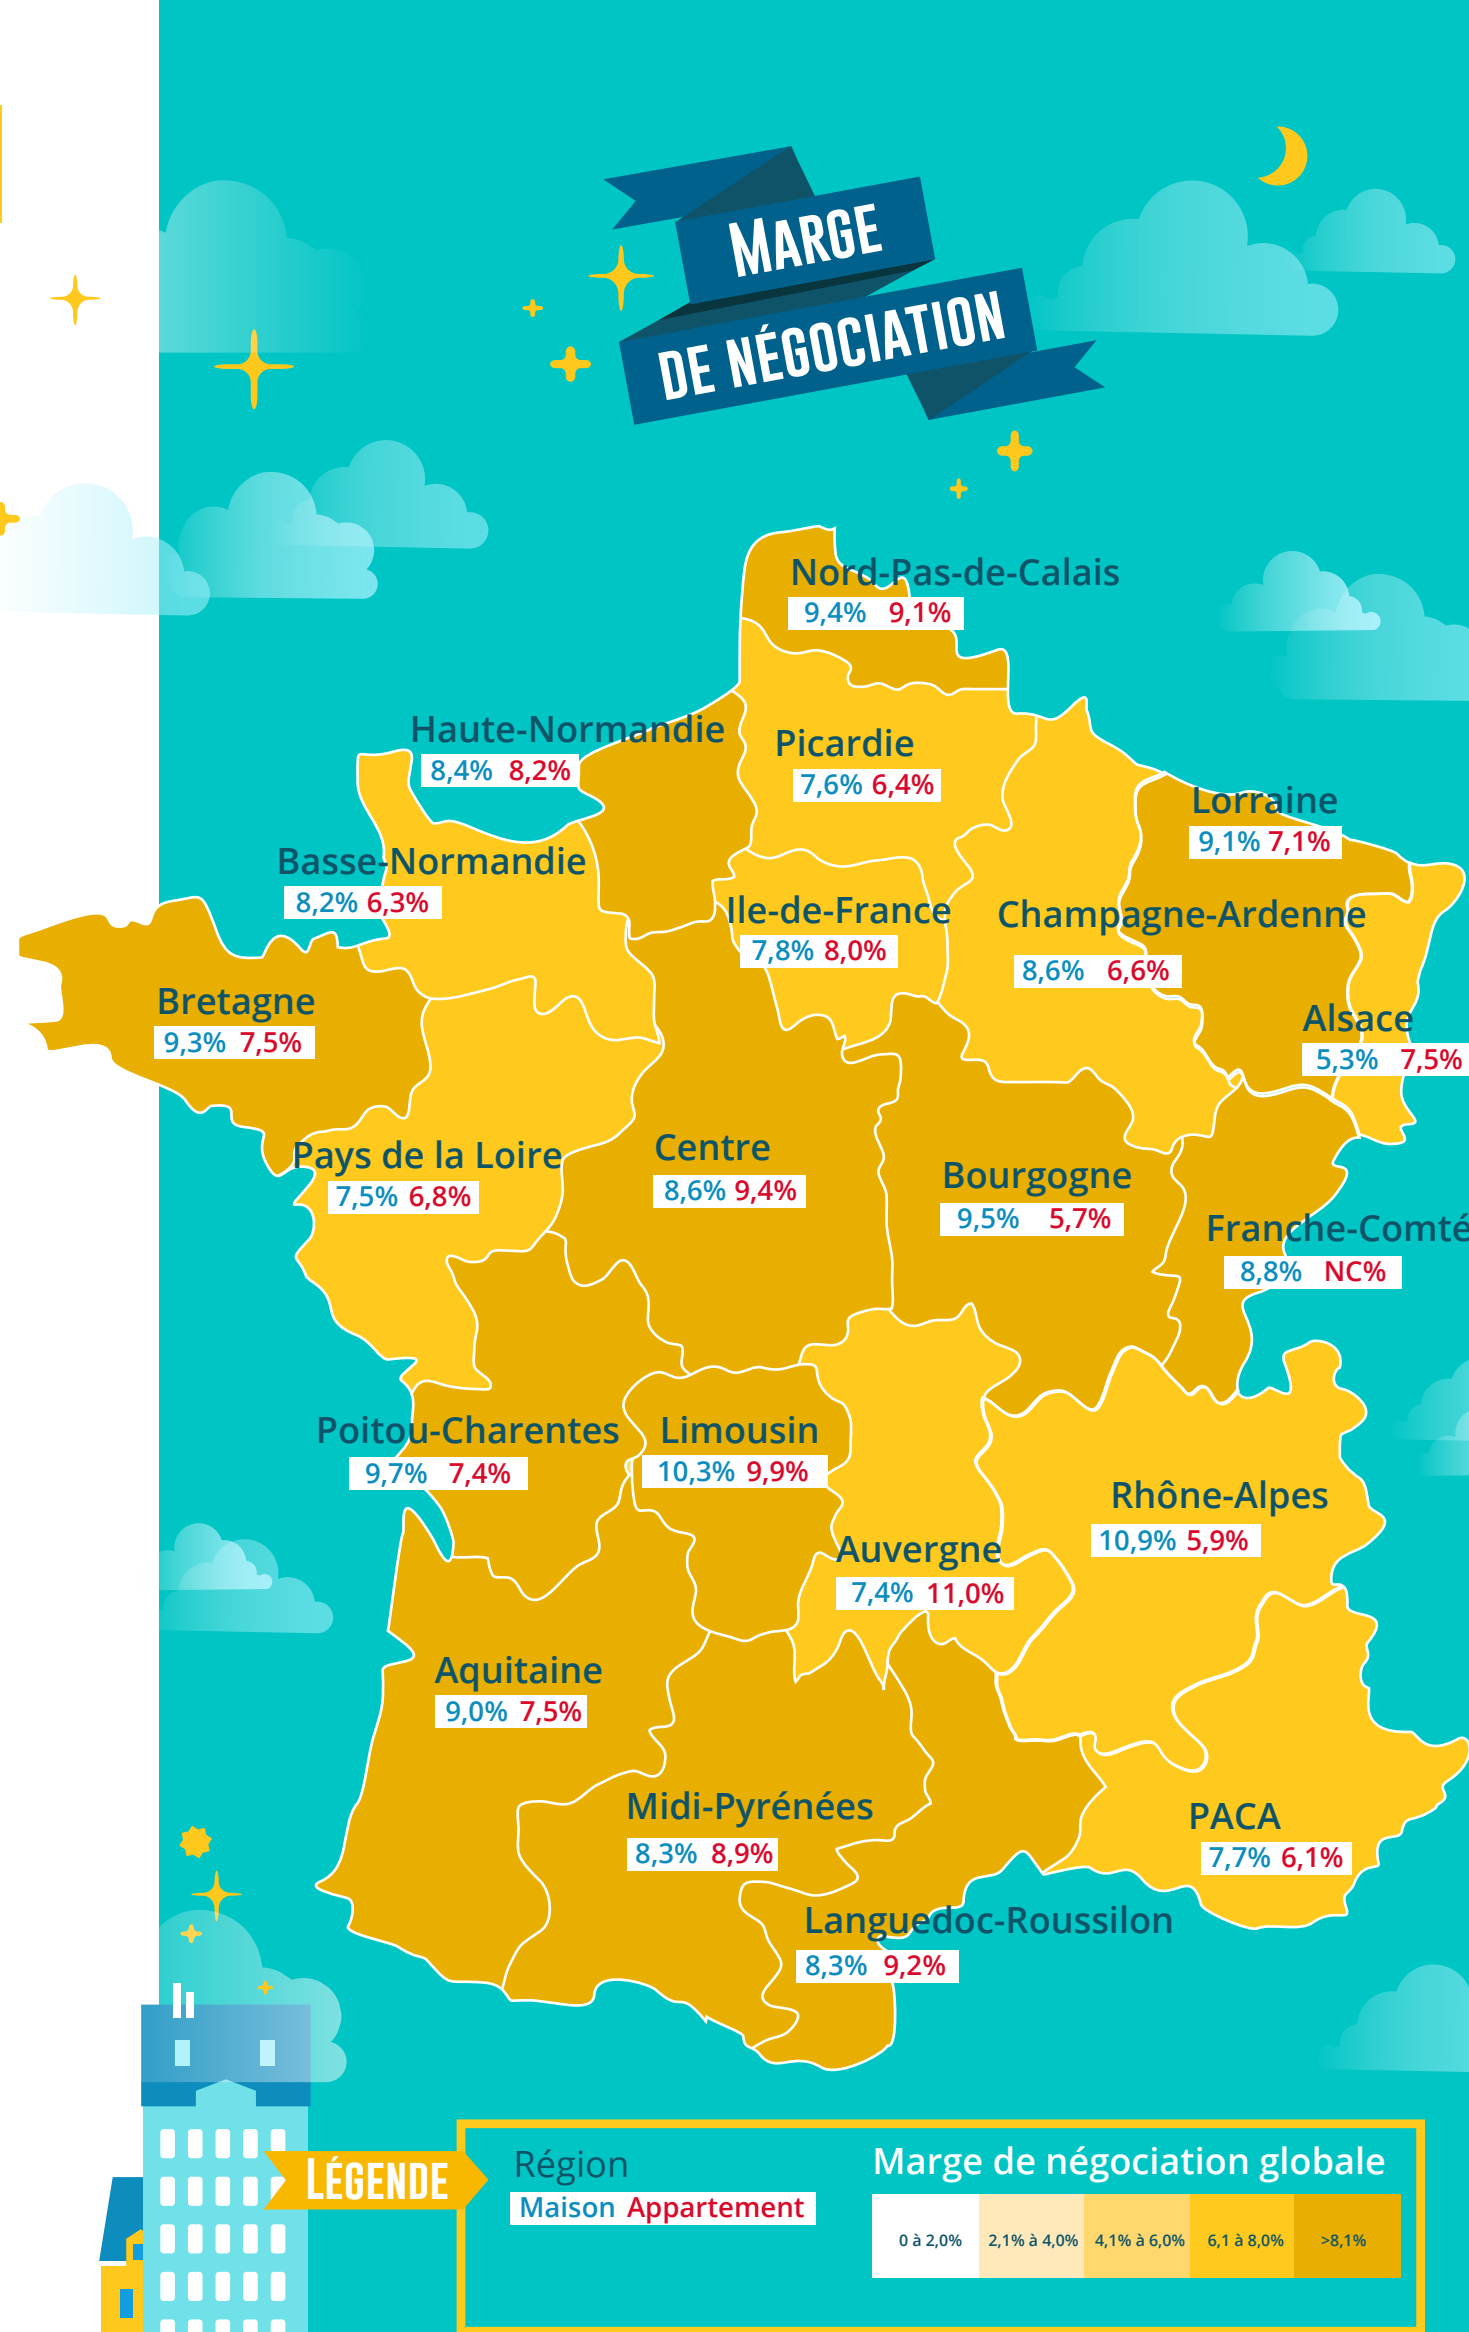 MARGE
DE NÉGOCIATION
Nord-Pas-de-Calais
9,4% 9,1%
Haute-Normandie
8,4% 8,2%
Picardie
7,6% 6,4%
Lorraine
9,1% 7,1%
Basse-Normandie
8,2% 6,3%
Ile-de-France
7,8% 8,0%
Champagne-Ardenne
8,6% 6,6%
Bretagne
9,3% 7,5%
Alsace
5,3% 7,5%
Pays de la Loire
7,5% 6,8%
Centre
8,6% 9,4%
Bourgogne
9,5% 5,7%
Franche-Comté
8,8% NC%
Poitou-Charentes
9,7% 7,4%
Limousin
10,3% 9,9%
Rhône-Alpes
10,9% 5,9%
Auvergne
7,4% 11,0%
Aquitaine
9,0% 7,5%
Midi-Pyrénées
8,3% 8,9%
PACA
7,7% 6,1%
Languedoc-Roussilon
8,3% 9,2%
LÉGENDE
Région
Maison Appartement
Marge de négociation globale
0 à 2,0% 2,1% à 4,0% 4,1% à 6,0% 6,1 à 8,0% >8,1%